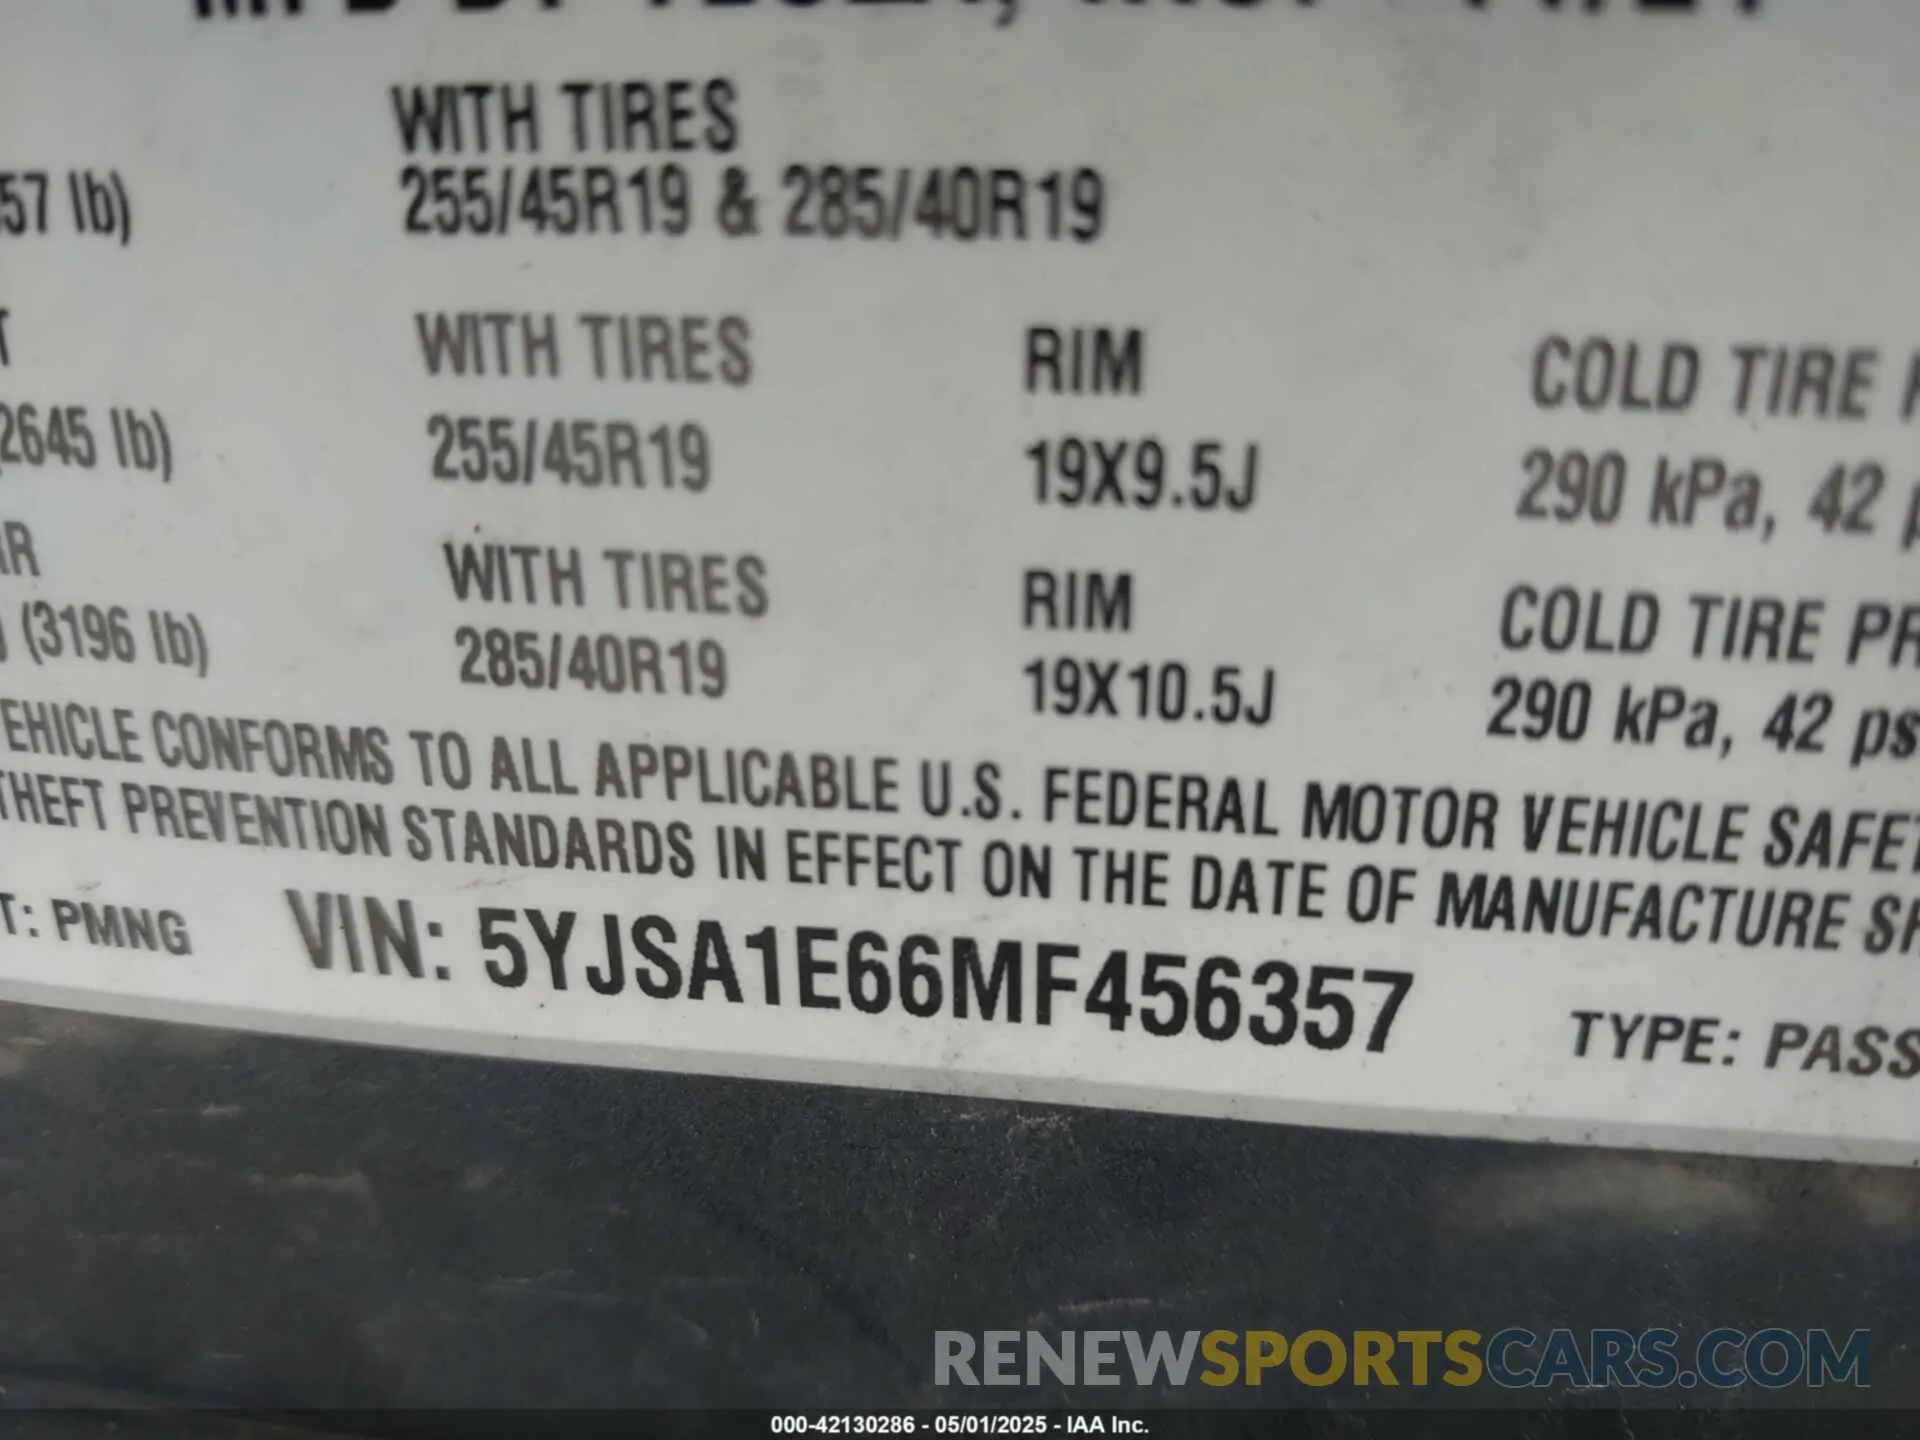 WITH TIRES
57 lb) 255/45R19 & 285/40R19
T WITH TIRES RIM COLD TIRE
2645 lb) 255/45R19 19X9.5J 290 kPa, 42 p
AR WITH TIRES RIM COLD TIRE PR
(3196 lb) 285/40R19 19X10.5J 290 kPa, 42 ps
EHICLE CONFORMS TO ALL APPLICABLE U.S. FEDERAL MOTOR VEHICLE SAFET
THEFT PREVENTION STANDARDS IN EFFECT ON THE DATE OF MANUFACTURE SH
T: PMNG VIN: 5YJSA1E66MF456357 TYPE: PASS
RENEWSPORTSCARS.COM
000-42130286 - 05/01/2025 - IAA Inc.